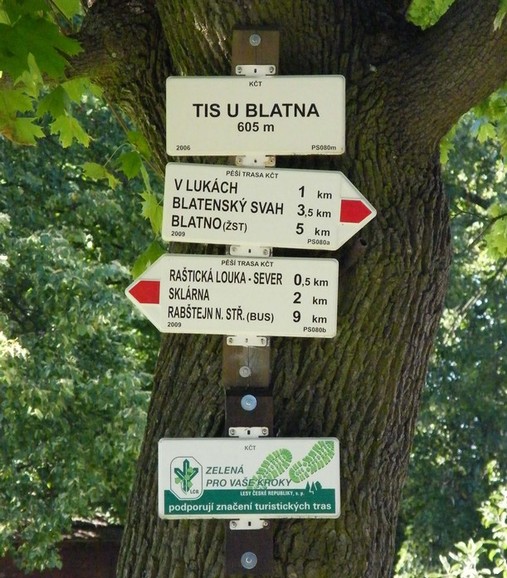 KČT
TIS U BLATNA
605 m
2006 PS080m
PĚŠÍ TRASA KČT
V LUKÁCH 1 km
BLATENSKÝ SVAH 3,5 km
BLATNO (ŽST) 5 km
2009 PS080a
PĚŠÍ TRASA KČT
RAŠTICKÁ LOUKA - SEVER 0,5 km
SKLÁRNA 2 km
RABŠTEJN N. STŘ. (BUS) 9 km
2009 PS080b
KČT
ZELENÁ
PRO VAŠE KROKY
LČR
LESY ČESKÉ REPUBLIKY, s. p.
podporují značení turistických tras